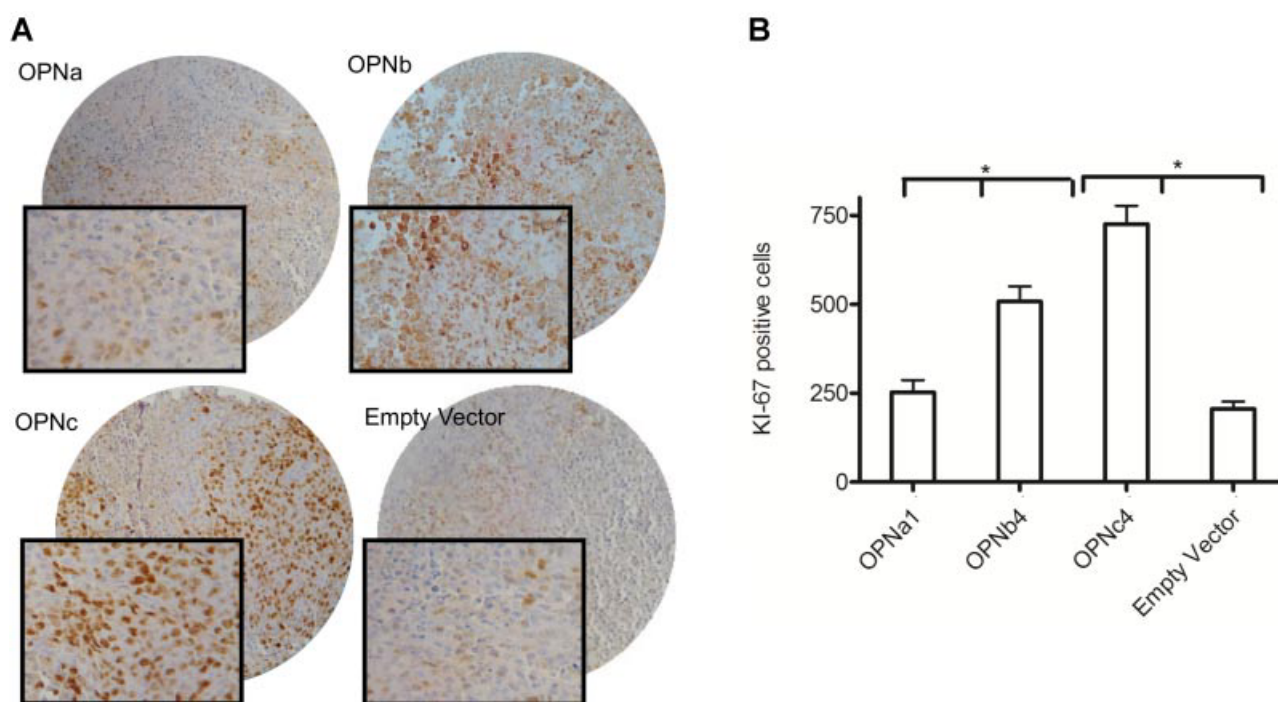 A
OPNa
OPNb
OPNc
Empty Vector
B
*
*
KI-67 positive cells
750
500
250
0
OPNa1
OPNb4
OPNc4
Empty Vector